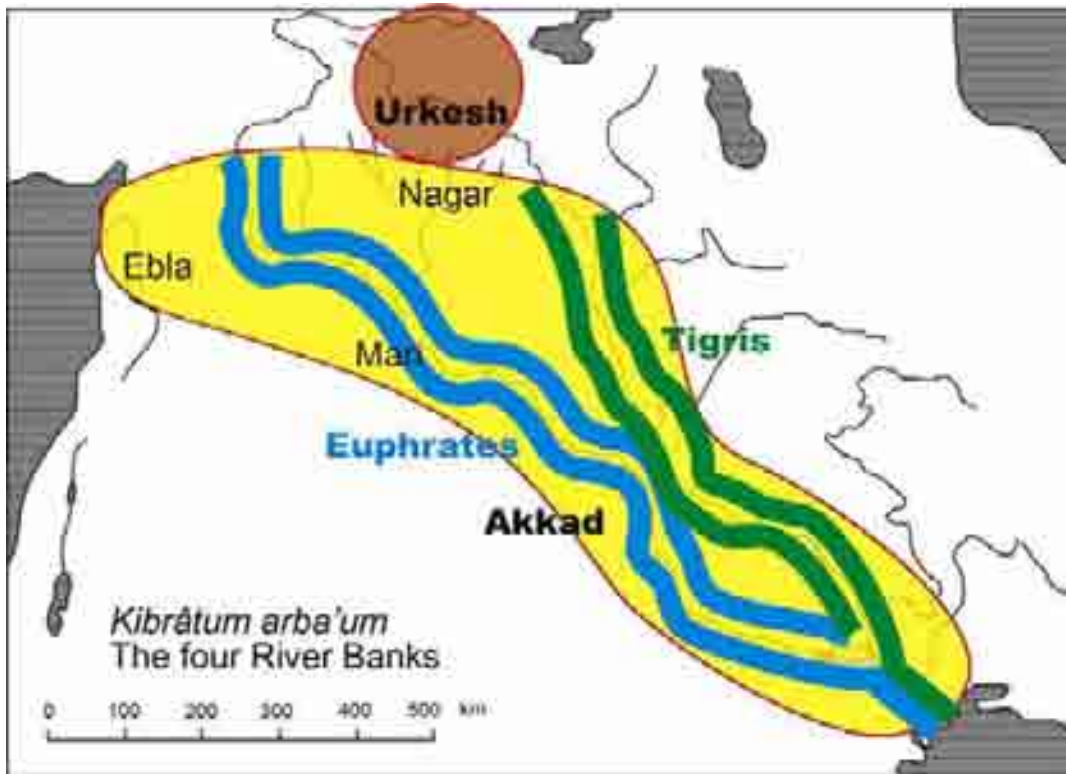 Urkesh
Nagar
Ebla
Tigris
Mari
Euphrates
Akkad
Kibrâtum arba'um
The four River Banks
0 100 200 300 400 500 km